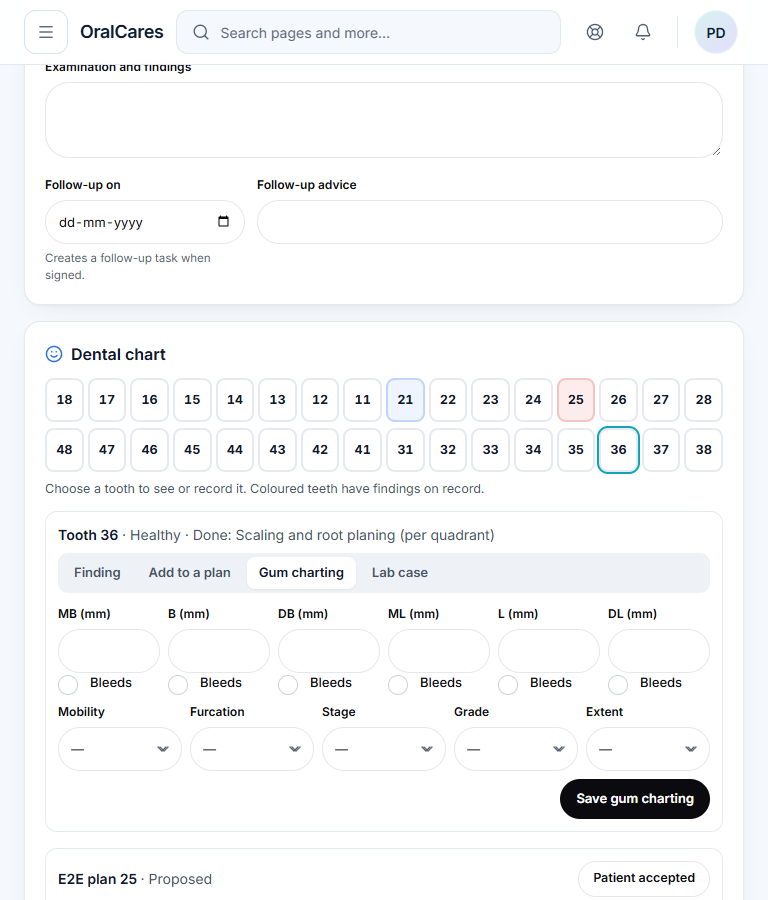 OralCares
Search pages and more...
PD
Examination and findings
Follow-up on
Follow-up advice
dd-mm-yyyy
Creates a follow-up task when
signed.
Dental chart
18 17 16 15 14 13 12 11 21 22 23 24 25 26 27 28
48 47 46 45 44 43 42 41 31 32 33 34 35 36 37 38
Choose a tooth to see or record it. Coloured teeth have findings on record.
Tooth 36 · Healthy · Done: Scaling and root planing (per quadrant)
Finding Add to a plan Gum charting Lab case
MB (mm) B (mm) DB (mm) ML (mm) L (mm) DL (mm)
Bleeds Bleeds Bleeds Bleeds Bleeds Bleeds
Mobility Furcation Stage Grade Extent
— — — — —
Save gum charting
E2E plan 25 · Proposed
Patient accepted